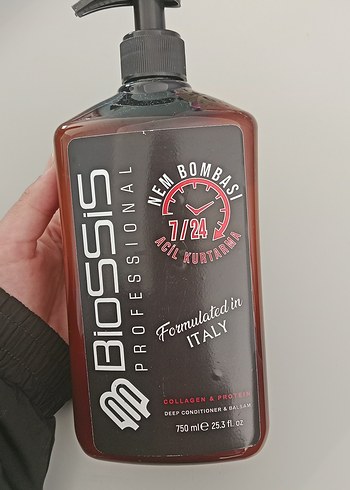 BiOSSiS
PROFESSIONAL
NEM BOMBASI
7/24
ACİL KURTARMA
Formulated in
ITALY
COLLAGEN & PROTEIN
DEEP CONDITIONER & BALSAM
750 ml ℮ 25.3 fl. oz